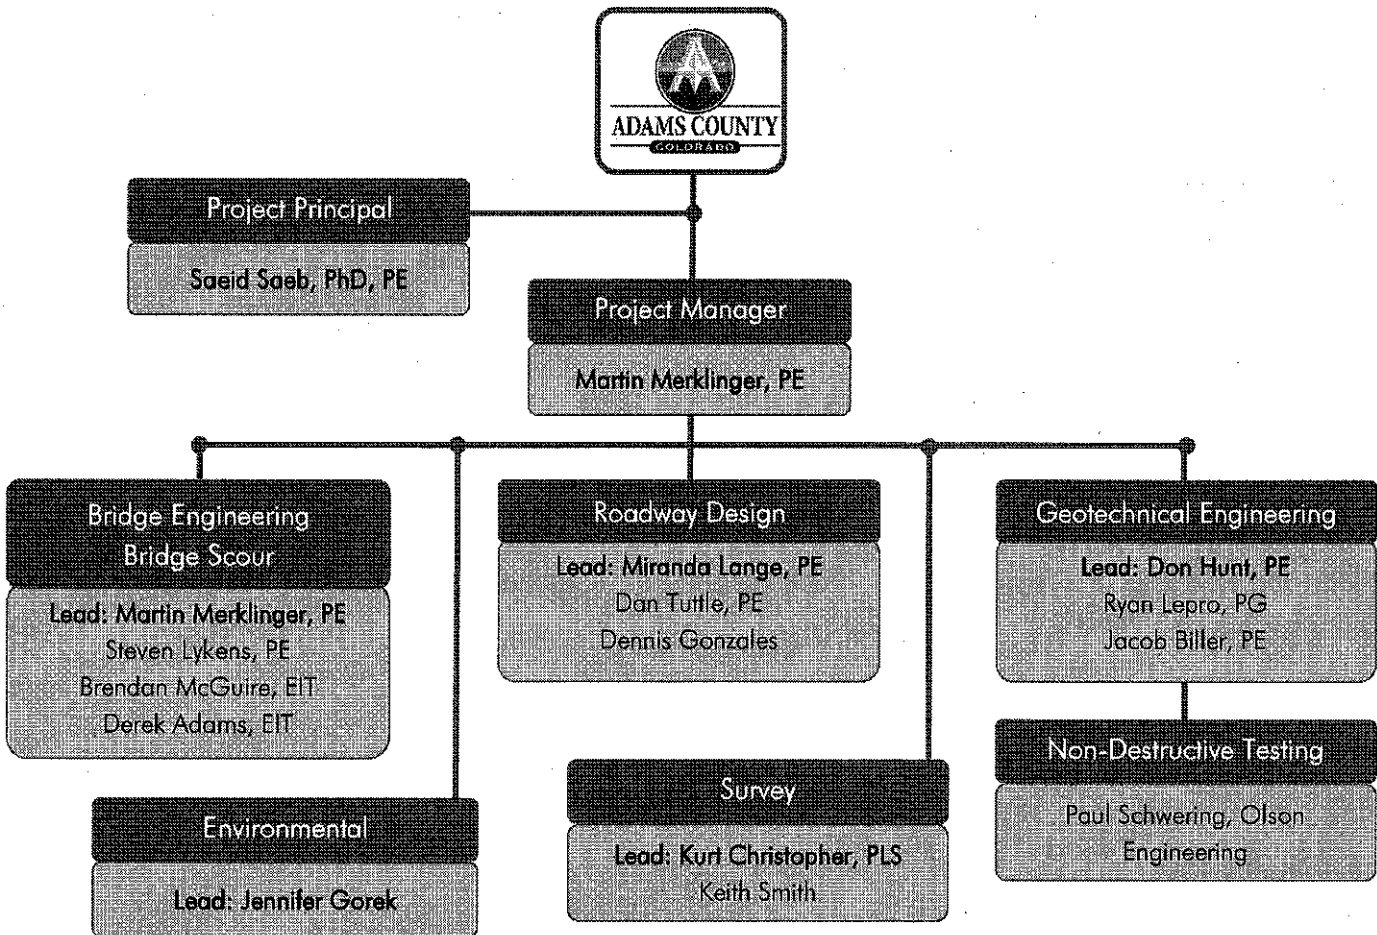 ADAMS COUNTY
COLORADO
Project Principal
Saeid Saeb, PhD, PE
Project Manager
Martin Merklinger, PE
Bridge Engineering
Bridge Scour
Lead: Martin Merklinger, PE
Steven Lykens, PE
Brendan McGuire, EIT
Derek Adams, EIT
Roadway Design
Lead: Miranda Lange, PE
Dan Tuttle, PE
Dennis Gonzales
Geotechnical Engineering
Lead: Don Hunt, PE
Ryan Lepro, PG
Jacob Biller, PE
Non-Destructive Testing
Paul Schwering, Olson
Engineering
Environmental
Lead: Jennifer Gorek
Survey
Lead: Kurt Christopher, PLS
Keith Smith